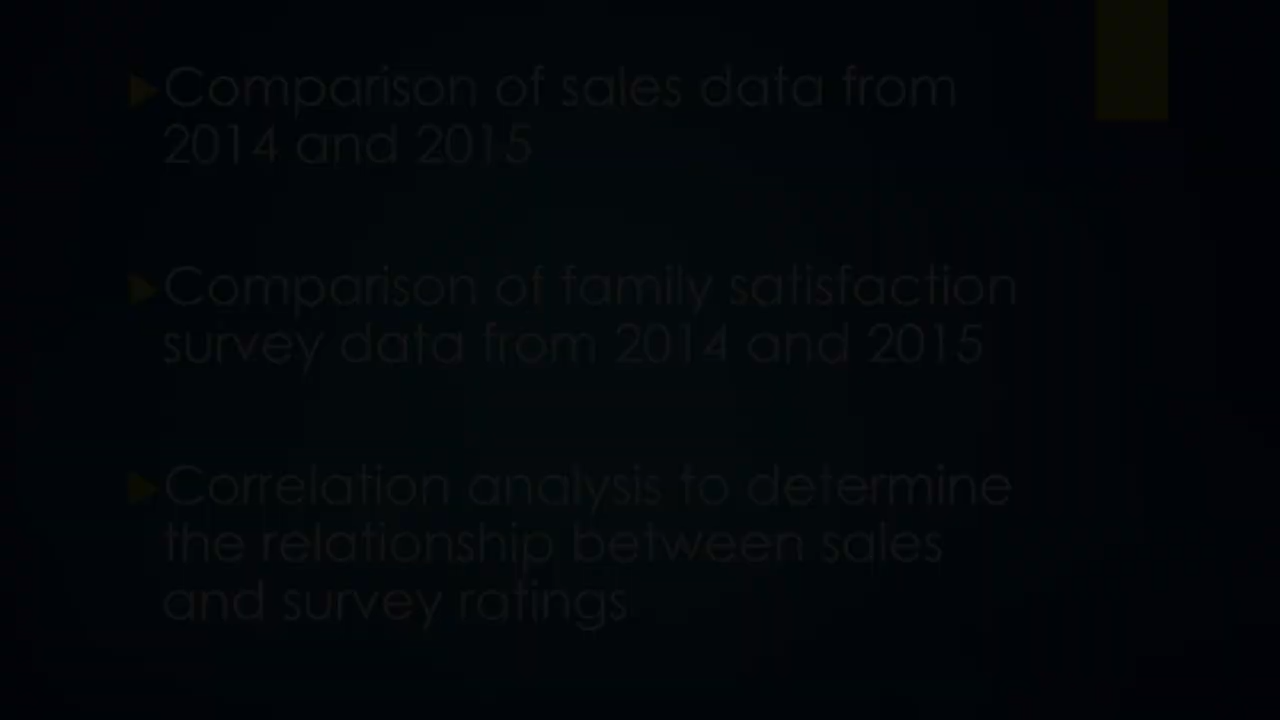 Comparison of sales data from
2014 and 2015
Comparison of family satisfaction
survey data from 2014 and 2015
Correlation analysis to determine
the relationship between sales
and survey ratings